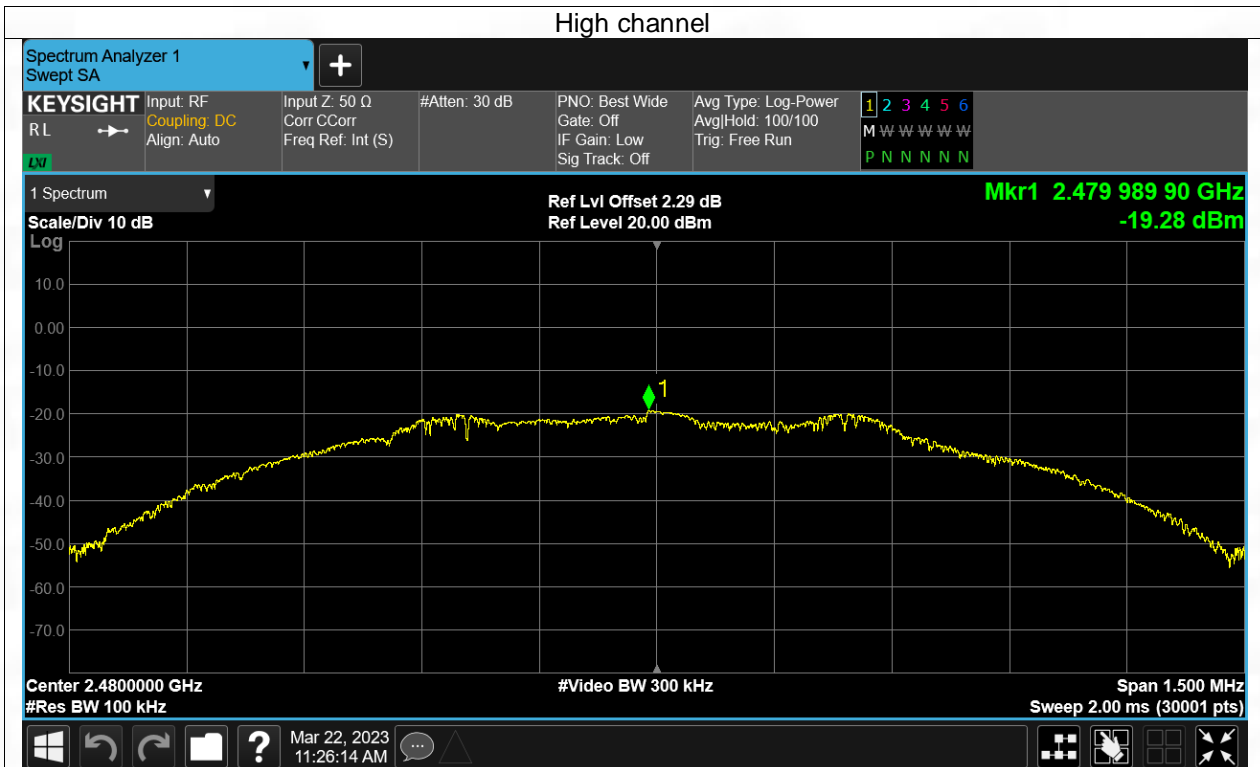 High channel
Spectrum Analyzer 1
Swept SA
▼
+
KEYSIGHT
RL
LXI
Input: RF
Coupling: DC
Align: Auto
Input Z: 50 Ω
Corr CCorr
Freq Ref: Int (S)
#Atten: 30 dB
PNO: Best Wide
Gate: Off
IF Gain: Low
Sig Track: Off
Avg Type: Log-Power
Avg|Hold: 100/100
Trig: Free Run
1 2 3 4 5 6
M W W W W W
P N N N N N
1 Spectrum ▼
Scale/Div 10 dB
Ref Lvl Offset 2.29 dB
Ref Level 20.00 dBm
Mkr1 2.479 989 90 GHz
-19.28 dBm
Log
10.0
0.00
-10.0
-20.0
-30.0
-40.0
-50.0
-60.0
-70.0
1
Center 2.4800000 GHz
#Video BW 300 kHz
Span 1.500 MHz
#Res BW 100 kHz
Sweep 2.00 ms (30001 pts)
?
Mar 22, 2023
11:26:14 AM